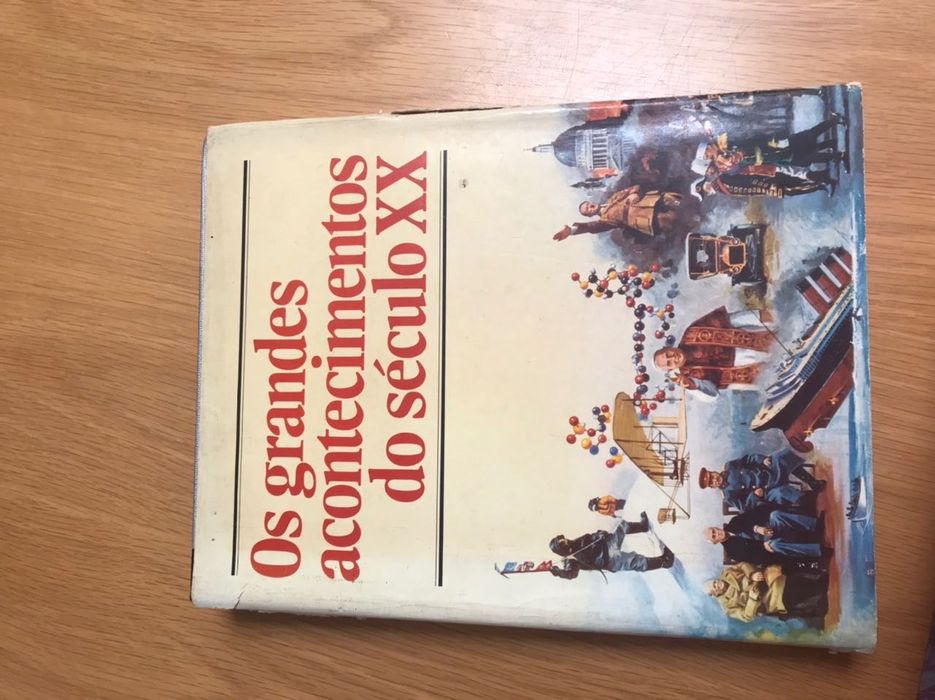 Os grandes
acontecimentos
do século XX